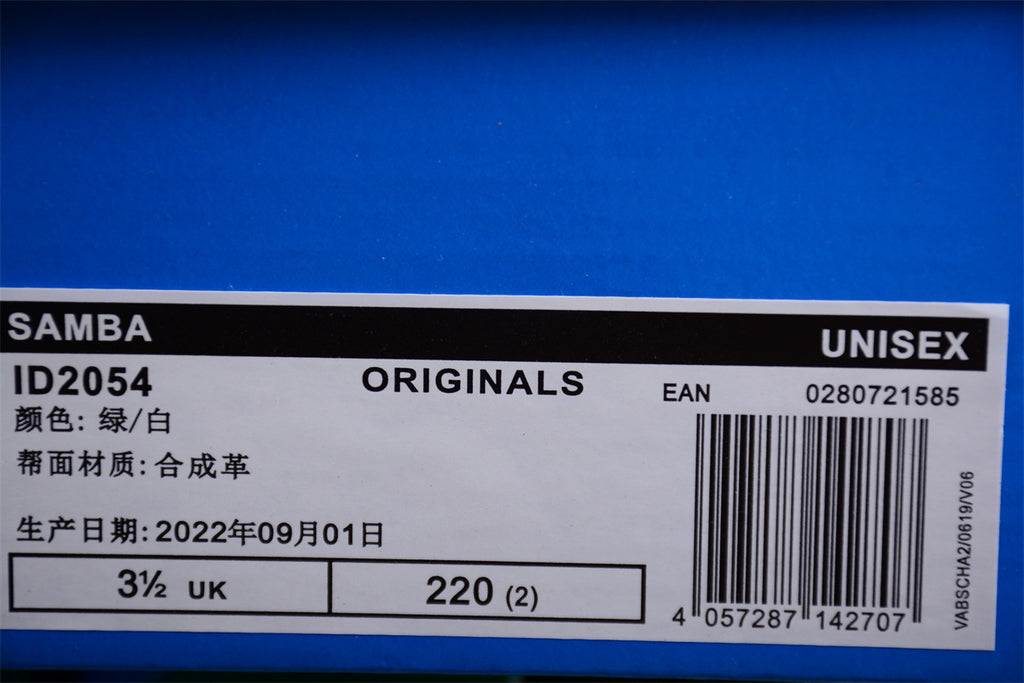 SAMBA
UNISEX
ID2054
ORIGINALS
EAN
0280721585
颜色: 绿/白
帮面材质: 合成革
生产日期: 2022年09月01日
3½ UK
220 (2)
4 057287 142707
VABSCHA2/0619/V06